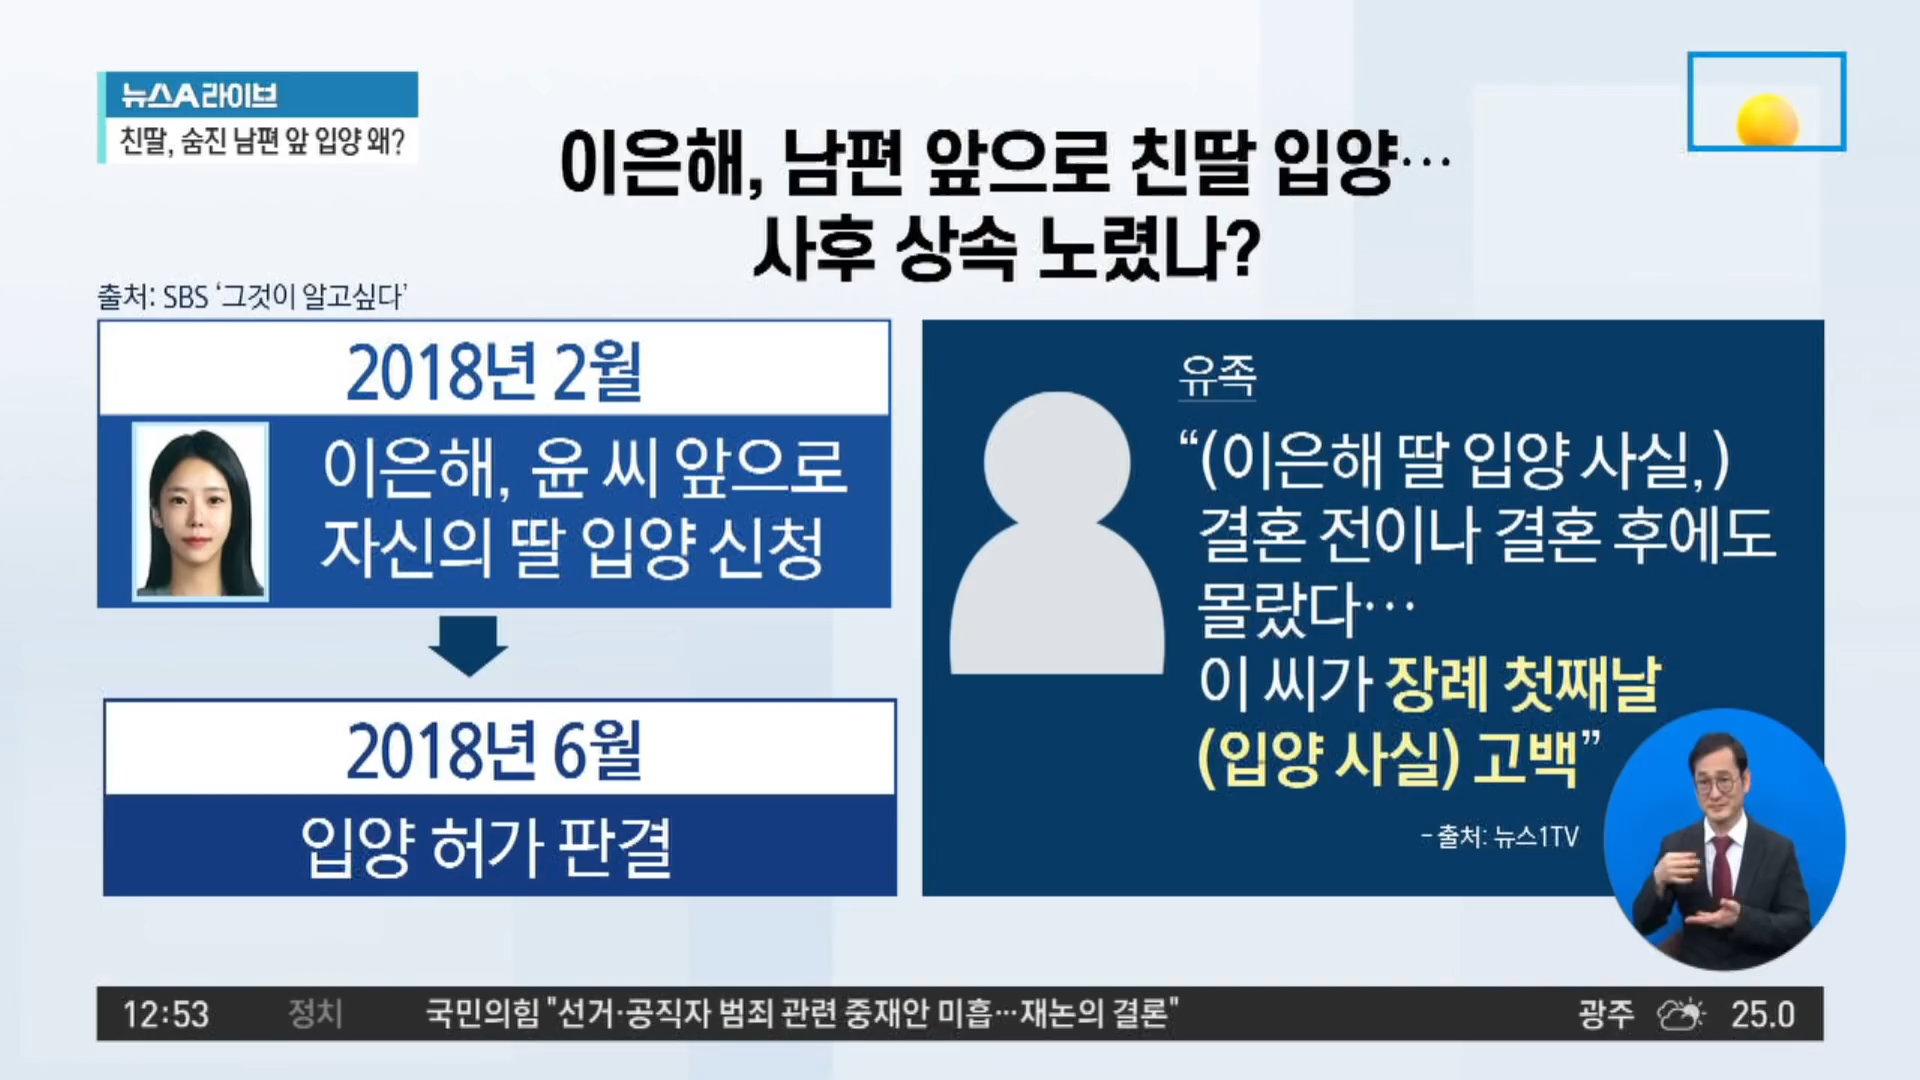 뉴스A라이브
친딸, 숨진 남편 앞 입양 왜?
이은해, 남편 앞으로 친딸 입양…
사후 상속 노렸나?
출처: SBS ‘그것이 알고싶다’
2018년 2월
이은해, 윤 씨 앞으로
자신의 딸 입양 신청
2018년 6월
입양 허가 판결
유족
“(이은해 딸 입양 사실,)
결혼 전이나 결혼 후에도
몰랐다…
이 씨가 장례 첫째날
(입양 사실) 고백”
- 출처: 뉴스1TV
12:53 정치 국민의힘 "선거·공직자 범죄 관련 중재안 미흡…재논의 결론" 광주 25.0